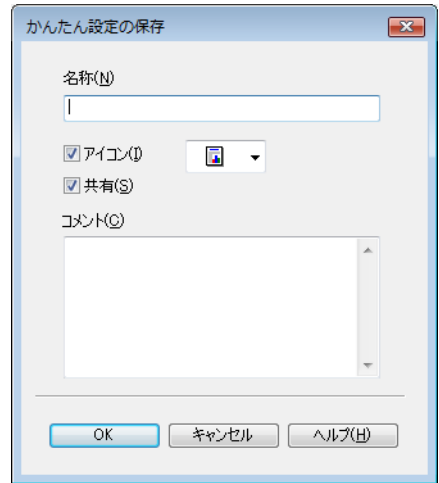 かんたん設定の保存
名称(N)
アイコン(I)
共有(S)
コメント(C)
OK キャンセル ヘルプ(H)